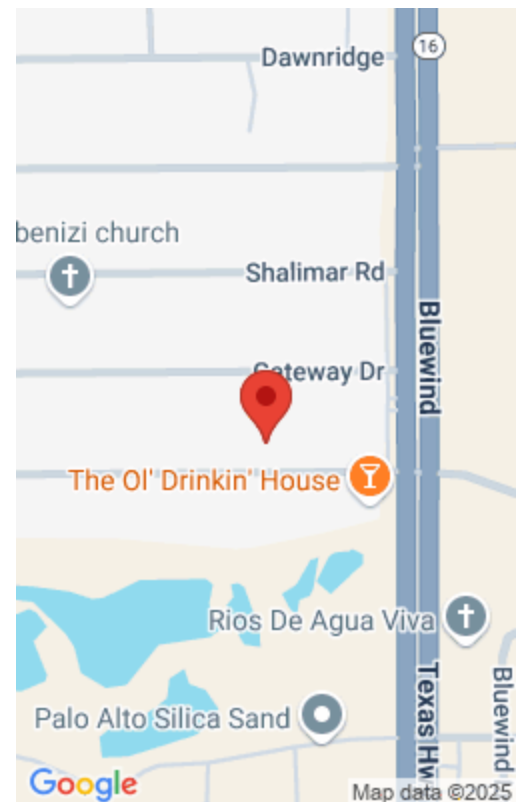 Dawnridge
16
benizi church
Shalimar Rd
Bluewind
Gateway Dr
The Ol' Drinkin' House
Rios De Agua Viva
Palo Alto Silica Sand
Texas Hw
Bluewind
Google
Map data ©2025